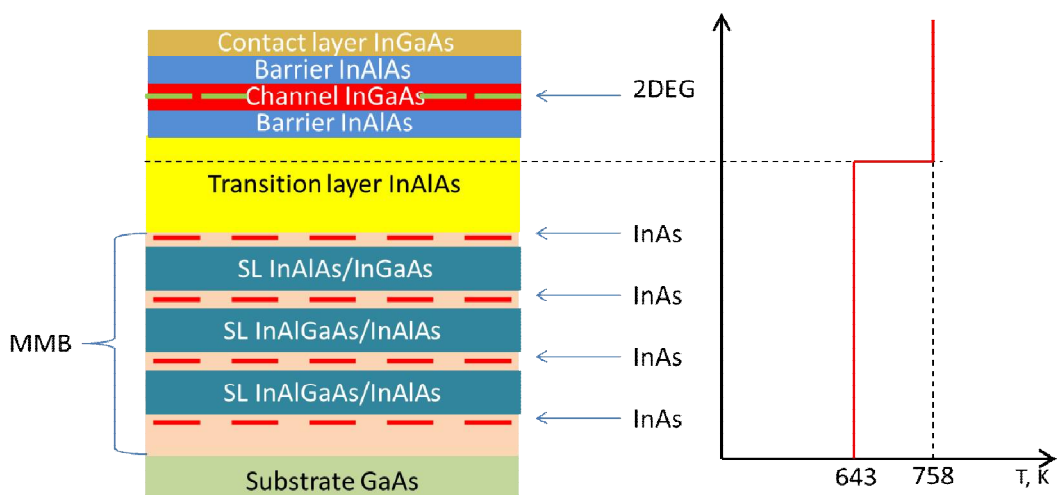 Contact layer InGaAs
Barrier InAlAs
Channel InGaAs
2DEG
Barrier InAlAs
Transition layer InAlAs
InAs
SL InAlAs/InGaAs
InAs
SL InAlGaAs/InAlAs
MMB
InAs
SL InAlGaAs/InAlAs
InAs
Substrate GaAs
643
758
T, K